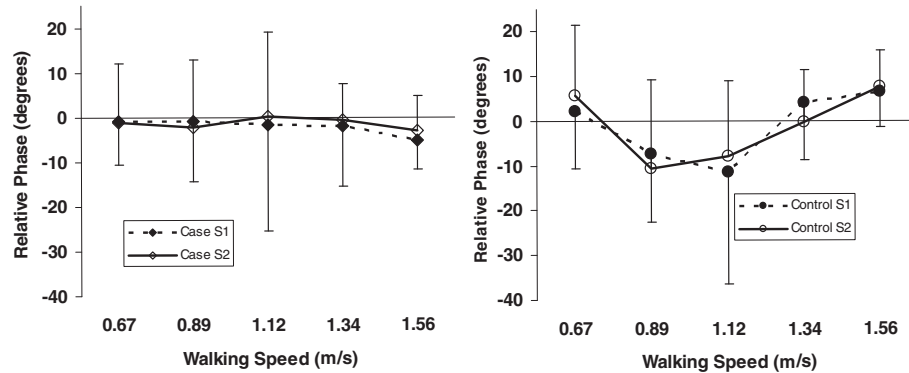 20
10
0
-10
-20
-30
-40
Relative Phase (degrees)
Case S1
Case S2
0.67 0.89 1.12 1.34 1.56
Walking Speed (m/s)
20
10
0
-10
-20
-30
-40
Relative Phase (degrees)
Control S1
Control S2
0.67 0.89 1.12 1.34 1.56
Walking Speed (m/s)